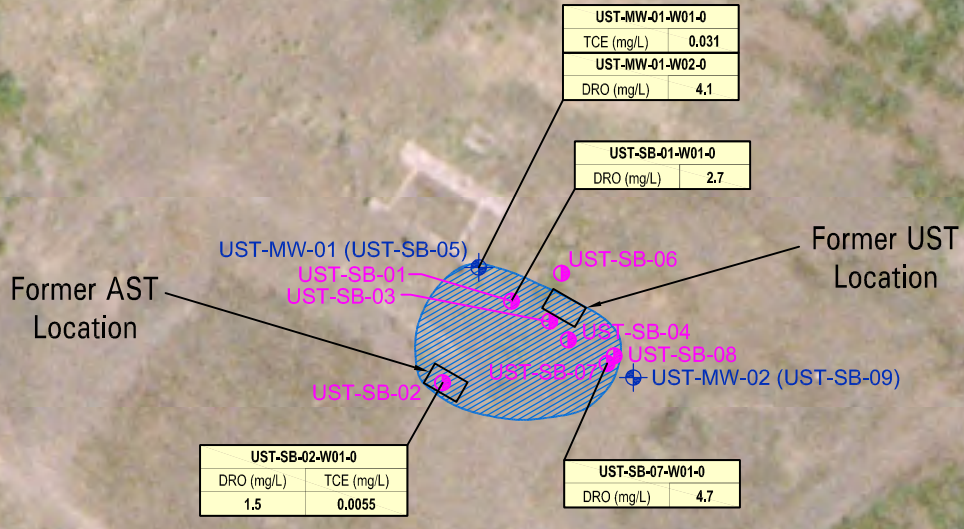 UST-MW-01-W01-0
TCE (mg/L) 0.031
UST-MW-01-W02-0
DRO (mg/L) 4.1
UST-SB-01-W01-0
DRO (mg/L) 2.7
UST-MW-01 (UST-SB-05)
UST-SB-01
UST-SB-03
UST-SB-06
Former UST
Location
Former AST
Location
UST-SB-04
UST-SB-08
UST-SB-07
UST-MW-02 (UST-SB-09)
UST-SB-02
UST-SB-02-W01-0
DRO (mg/L) TCE (mg/L)
1.5 0.0055
UST-SB-07-W01-0
DRO (mg/L) 4.7